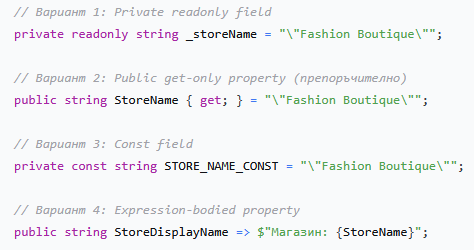 // Вариант 1: Private readonly field
private readonly string _storeName = "\"Fashion Boutique\"";
// Вариант 2: Public get-only property (препоръчително)
public string StoreName { get; } = "\"Fashion Boutique\"";
// Вариант 3: Const field
private const string STORE_NAME_CONST = "\"Fashion Boutique\"";
// Вариант 4: Expression-bodied property
public string StoreDisplayName => $"Магазин: {StoreName}";